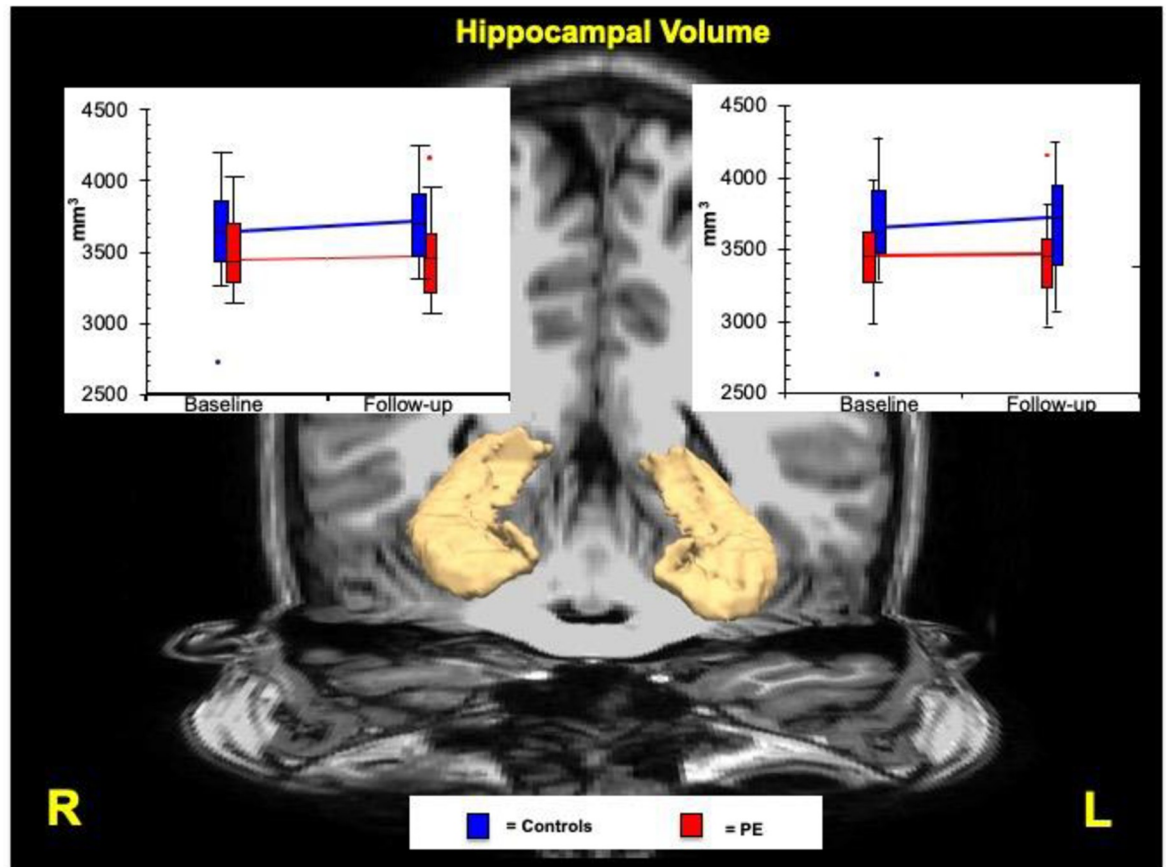 Hippocampal Volume
4500
4000
3500
3000
2500
mm³
Baseline Follow-up
4500
4000
3500
3000
2500
mm³
Baseline Follow-up
R
L
= Controls = PE